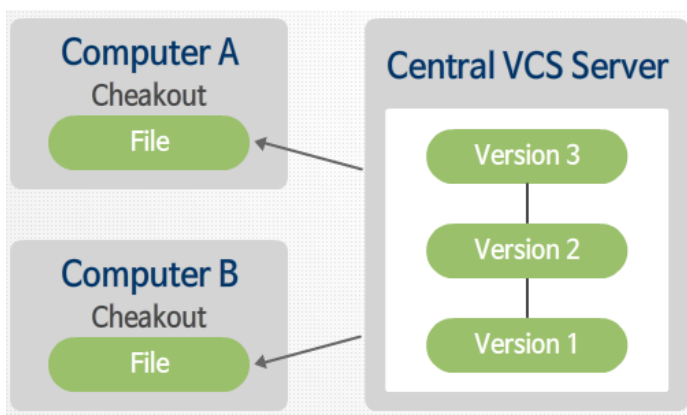 Computer A
Cheakout
File
Computer B
Cheakout
File
Central VCS Server
Version 3
Version 2
Version 1